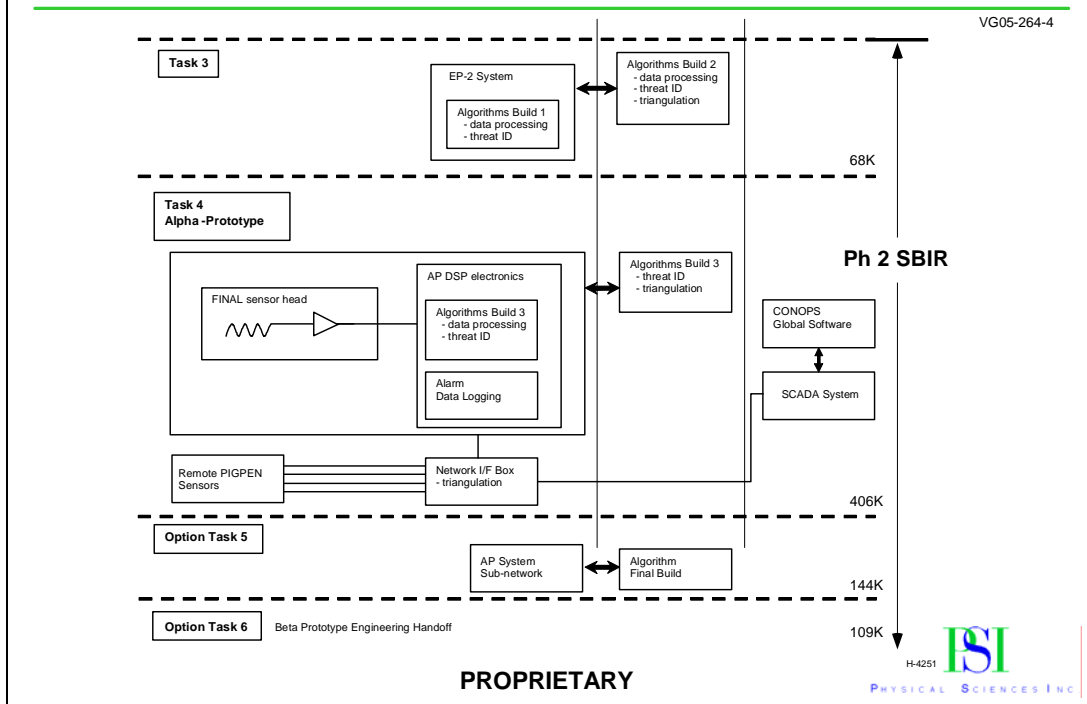 VG05-264-4
Task 3
EP-2 System
Algorithms Build 1
- data processing
- threat ID
Algorithms Build 2
- data processing
- threat ID
- triangulation
68K
Task 4
Alpha -Prototype
Ph 2 SBIR
FINAL sensor head
AP DSP electronics
Algorithms Build 3
- data processing
- threat ID
Alarm
Data Logging
Algorithms Build 3
- threat ID
- triangulation
CONOPS
Global Software
SCADA System
Remote PIGPEN
Sensors
Network I/F Box
- triangulation
406K
Option Task 5
AP System
Sub-network
Algorithm
Final Build
144K
Option Task 6
Beta Prototype Engineering Handoff
109K
H-4251
PSI
PHYSICAL SCIENCES INC
PROPRIETARY